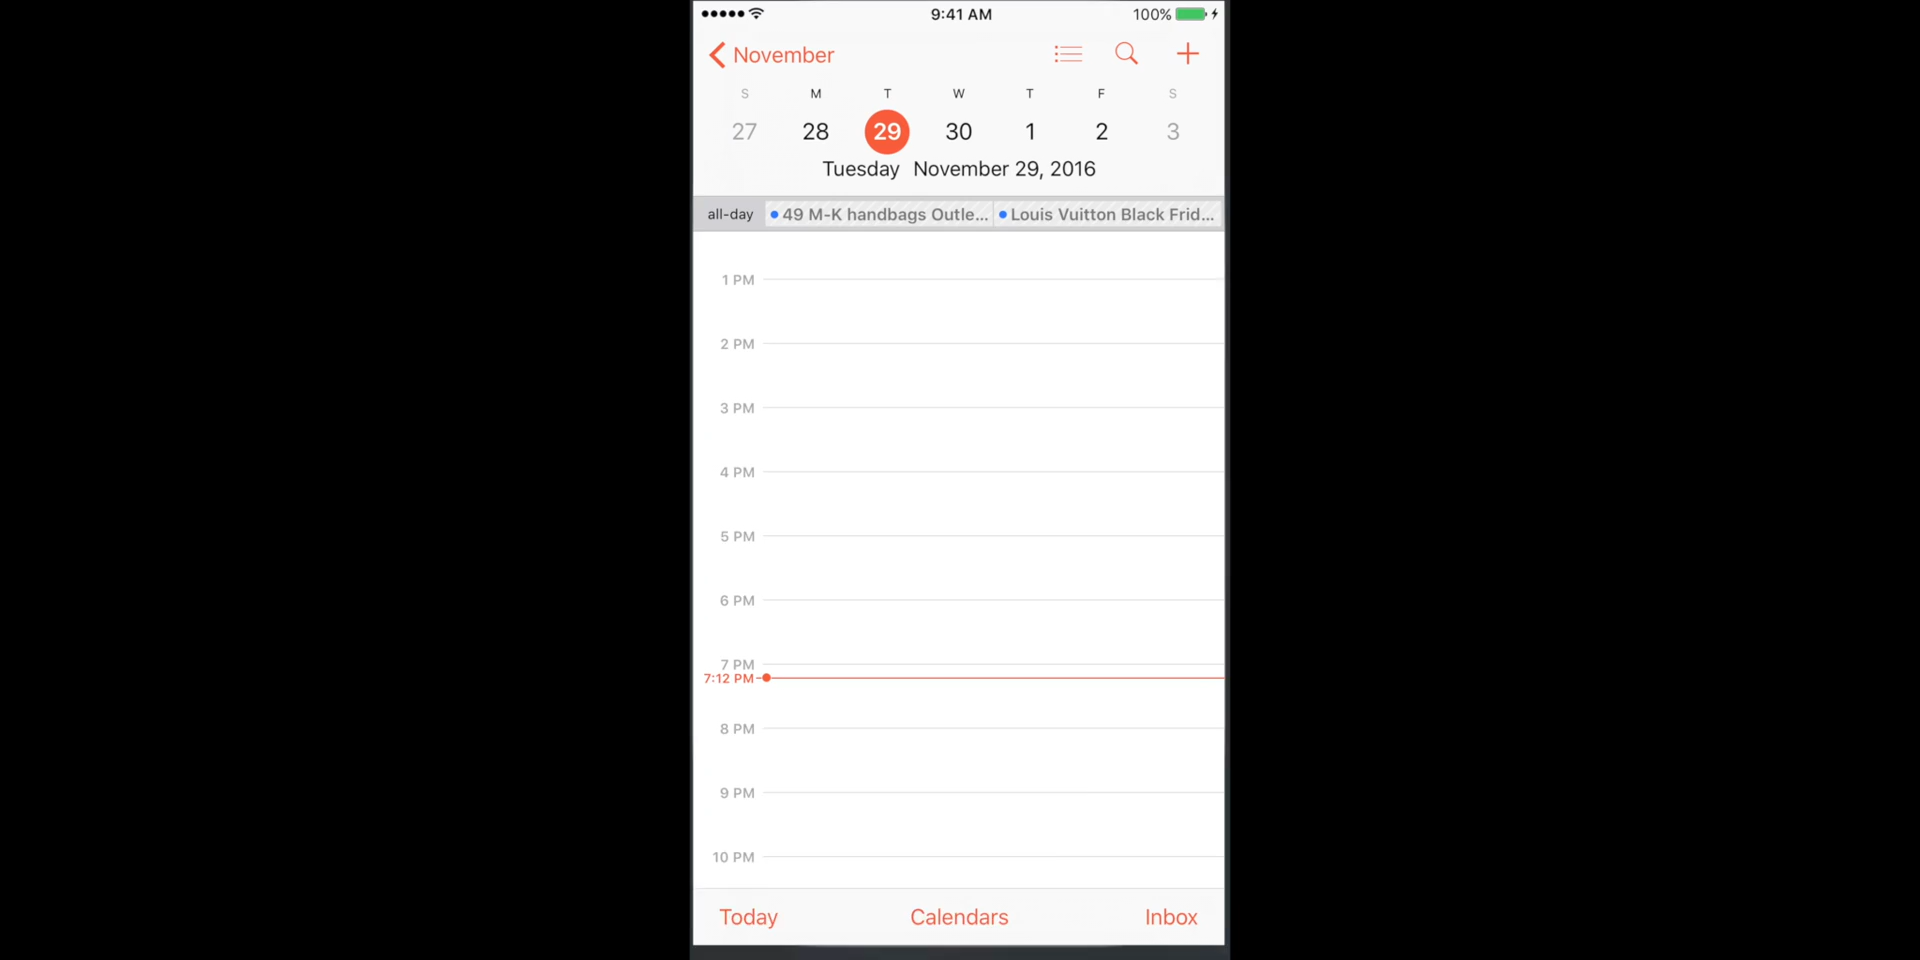 9:41 AM 100%
November
S M T W T F S
27 28 29 30 1 2 3
Tuesday November 29, 2016
all-day 49 M-K handbags Outle... Louis Vuitton Black Frid...
1 PM
2 PM
3 PM
4 PM
5 PM
6 PM
7 PM
7:12 PM
8 PM
9 PM
10 PM
Today Calendars Inbox